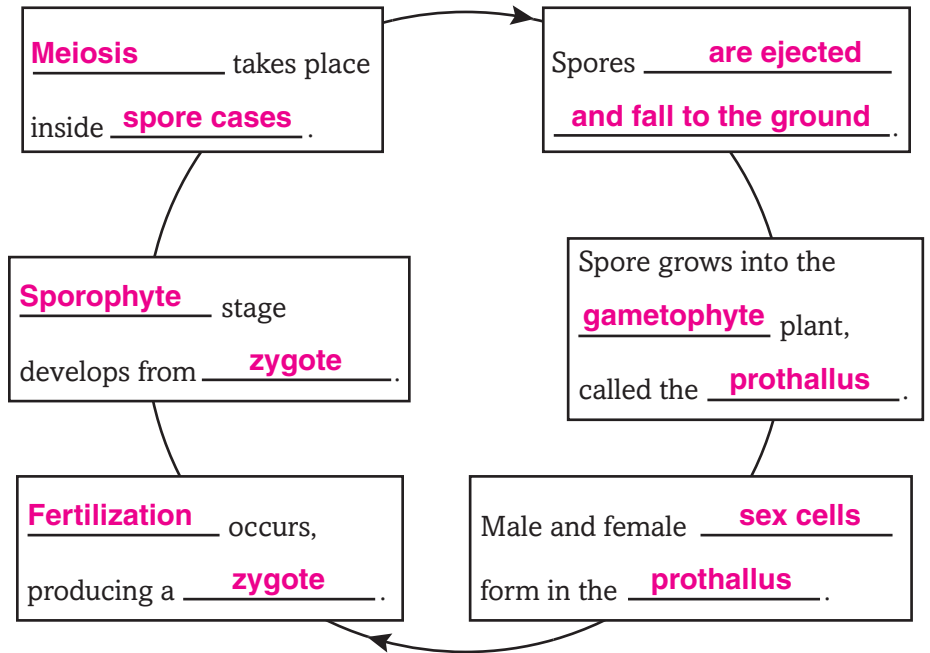 Meiosis takes place
inside spore cases.
Spores are ejected
and fall to the ground.
Spore grows into the
gametophyte plant,
called the prothallus.
Male and female sex cells
form in the prothallus.
Fertilization occurs,
producing a zygote.
Sporophyte stage
develops from zygote.